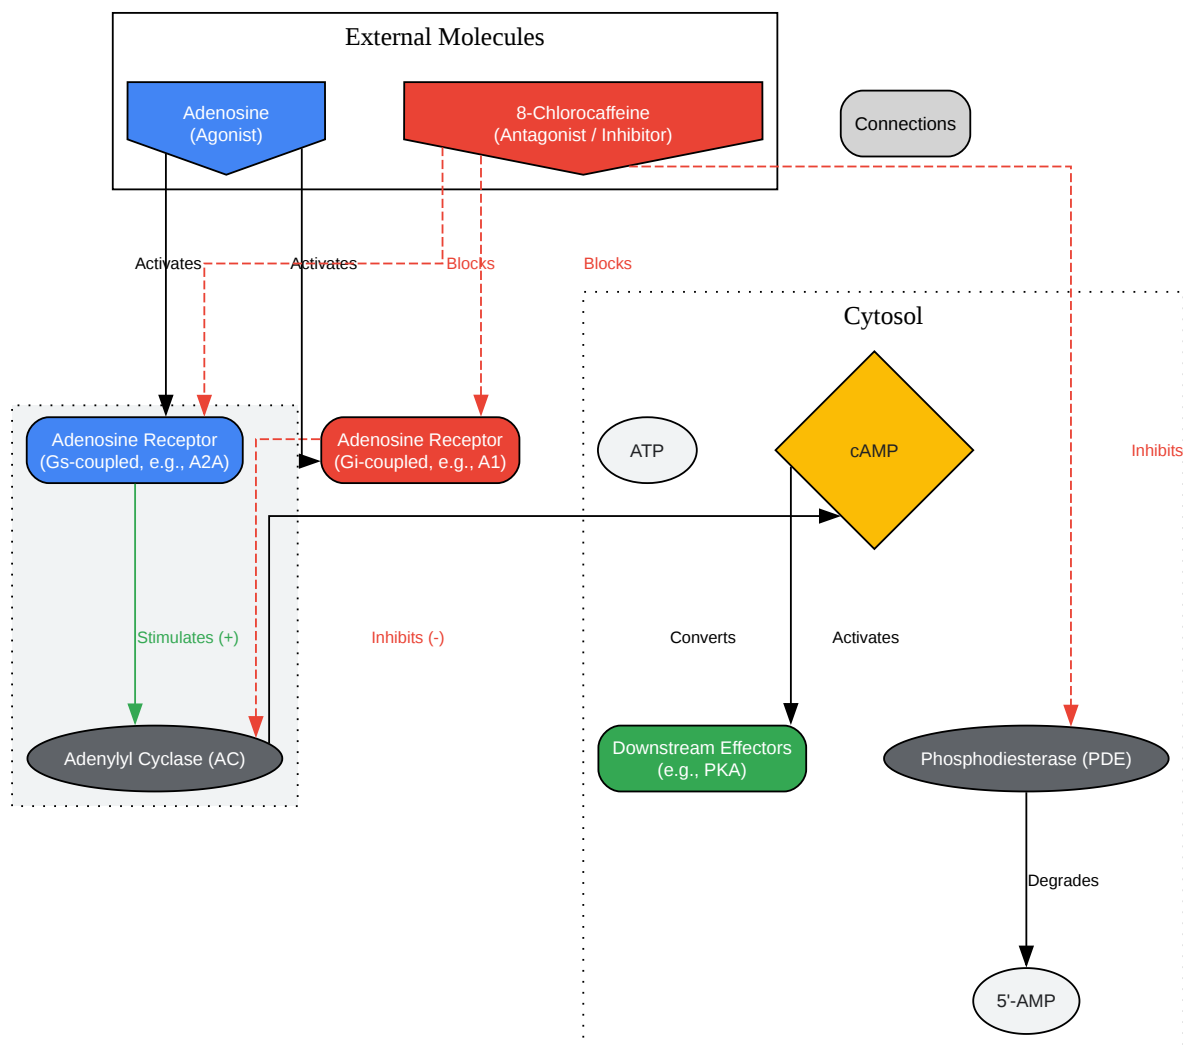 External Molecules
Adenosine
(Agonist)
8-Chlorocaffeine
(Antagonist / Inhibitor)
Connections
Activates
Activates
Blocks
Blocks
Cytosol
Adenosine Receptor
(Gs-coupled, e.g., A2A)
Adenosine Receptor
(Gi-coupled, e.g., A1)
ATP
cAMP
Inhibits
Stimulates (+)
Inhibits (-)
Converts
Activates
Adenylyl Cyclase (AC)
Downstream Effectors
(e.g., PKA)
Phosphodiesterase (PDE)
Degrades
5'-AMP